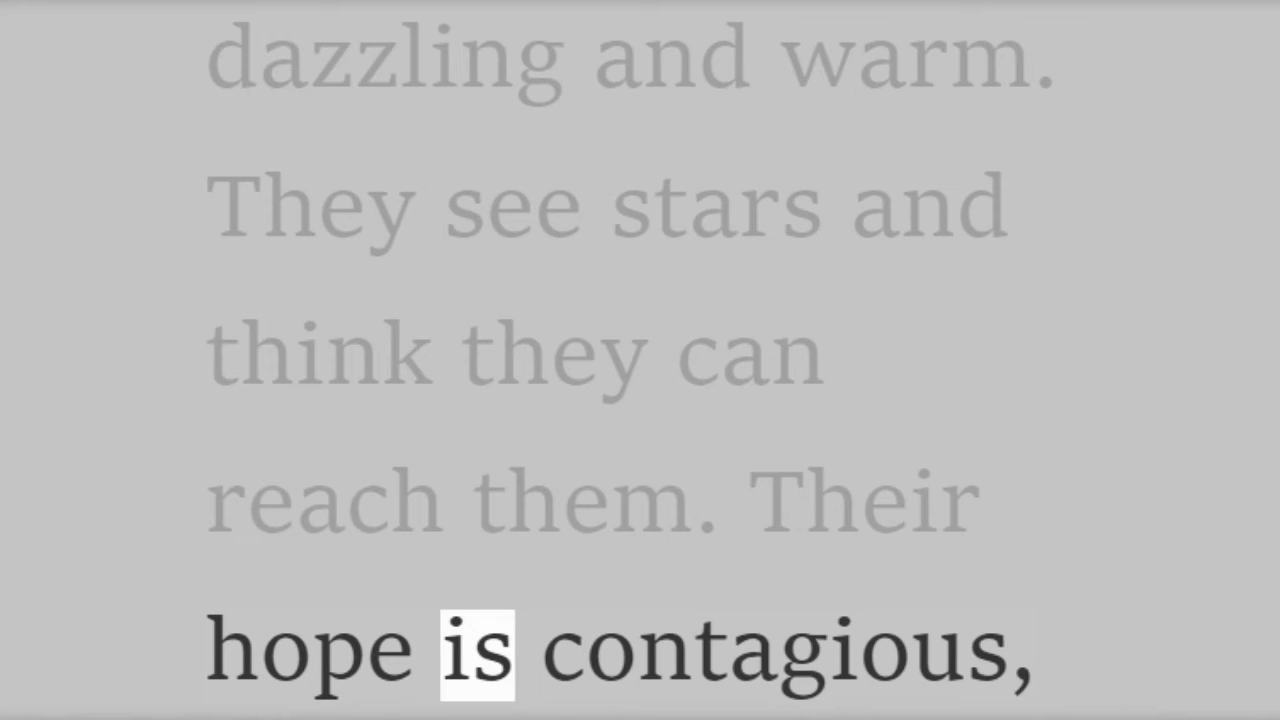 dazzling and warm.
They see stars and
think they can
reach them. Their
hope is contagious,